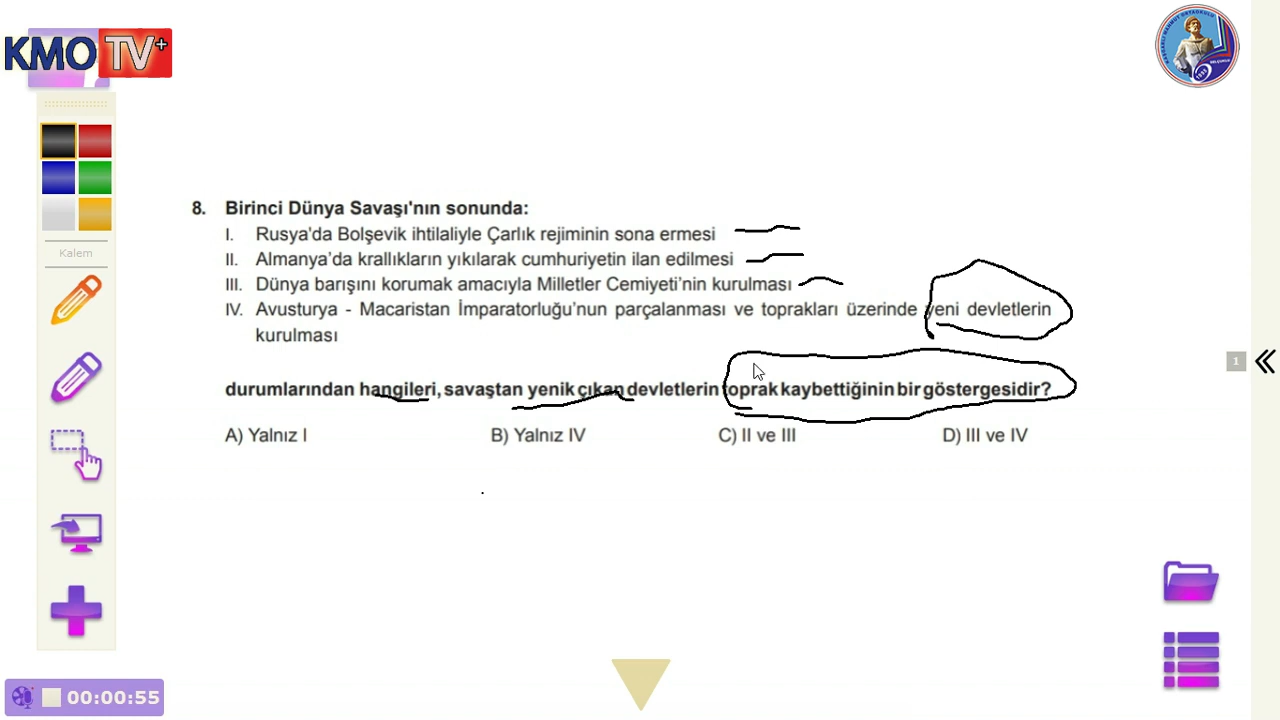 KMO TV+
Kalem
8. Birinci Dünya Savaşı'nın sonunda:
I. Rusya'da Bolşevik ihtilaliyle Çarlık rejiminin sona ermesi
II. Almanya'da krallıkların yıkılarak cumhuriyetin ilan edilmesi
III. Dünya barışını korumak amacıyla Milletler Cemiyeti'nin kurulması
IV. Avusturya - Macaristan İmparatorluğu'nun parçalanması ve toprakları üzerinde yeni devletlerin
kurulması
durumlarından hangileri, savaştan yenik çıkan devletlerin toprak kaybettiğinin bir göstergesidir?
A) Yalnız I B) Yalnız IV C) II ve III D) III ve IV
1
00:00:55